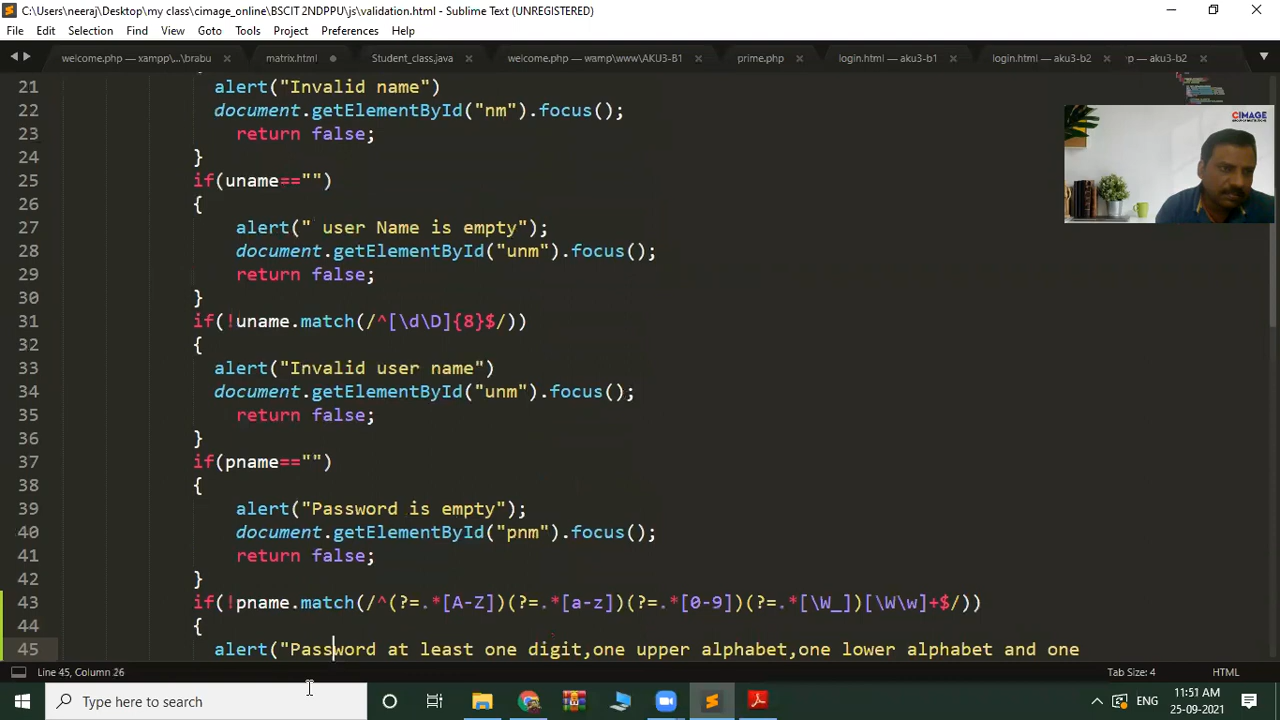 C:\Users\neeraj\Desktop\my class\cimage_online\BSCIT 2NDPPU\js\validation.html - Sublime Text (UNREGISTERED)
File Edit Selection Find View Goto Tools Project Preferences Help
welcome.php — xampp\...\brabu matrix.html Student_class.java welcome.php — wamp\www\AKU3-B1 prime.php login.html — aku3-b1 login.html — aku3-b2 p — aku3-b2
21 alert("Invalid name")
22 document.getElementById("nm").focus();
23 return false;
24 }
25 if(uname=="")
26 {
27 alert(" user Name is empty");
28 document.getElementById("unm").focus();
29 return false;
30 }
31 if(!uname.match(/^[\d\D]{8}$/))
32 {
33 alert("Invalid user name")
34 document.getElementById("unm").focus();
35 return false;
36 }
37 if(pname=="")
38 {
39 alert("Password is empty");
40 document.getElementById("pnm").focus();
41 return false;
42 }
43 if(!pname.match(/^(?=.*[A-Z])(?=.*[a-z])(?=.*[0-9])(?=.*[\W_])[\W\w]+$/))
44 {
45 alert("Password at least one digit,one upper alphabet,one lower alphabet and one
CIMAGE
Line 45, Column 26
Tab Size: 4
Type here to search
ENG
11:51 AM
25-09-2021